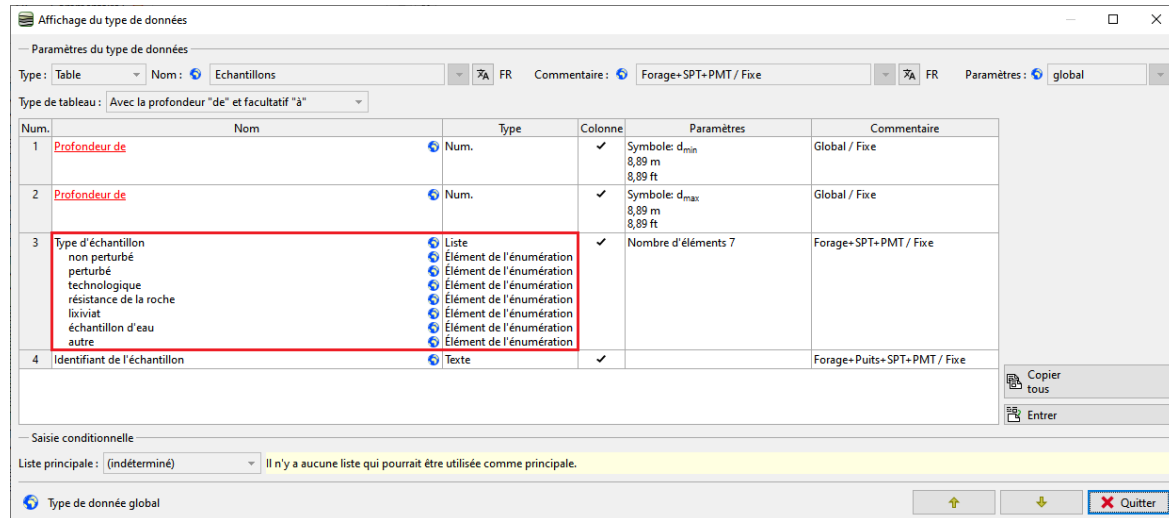 Affichage du type de données
Paramètres du type de données
Type : Table Nom : Echantillons FR Commentaire : Forage+SPT+PMT / Fixe FR Paramètres : global
Type de tableau : Avec la profondeur "de" et facultatif "à"
Num. Nom Type Colonne Paramètres Commentaire
1 Profondeur de Num. ✓ Symbole: dmin Global / Fixe
8,89 m
8,89 ft
2 Profondeur de Num. ✓ Symbole: dmax Global / Fixe
8,89 m
8,89 ft
3 Type d'échantillon Liste ✓ Nombre d'éléments 7 Forage+SPT+PMT / Fixe
non perturbé Élément de l'énumération
perturbé Élément de l'énumération
technologique Élément de l'énumération
résistance de la roche Élément de l'énumération
lixiviat Élément de l'énumération
échantillon d'eau Élément de l'énumération
autre Élément de l'énumération
4 Identifiant de l'échantillon Texte ✓ Forage+Puits+SPT+PMT / Fixe
Copier
tous
Entrer
Saisie conditionnelle
Liste principale : (indéterminé) Il n'y a aucune liste qui pourrait être utilisée comme principale.
Type de donnée global Quitter